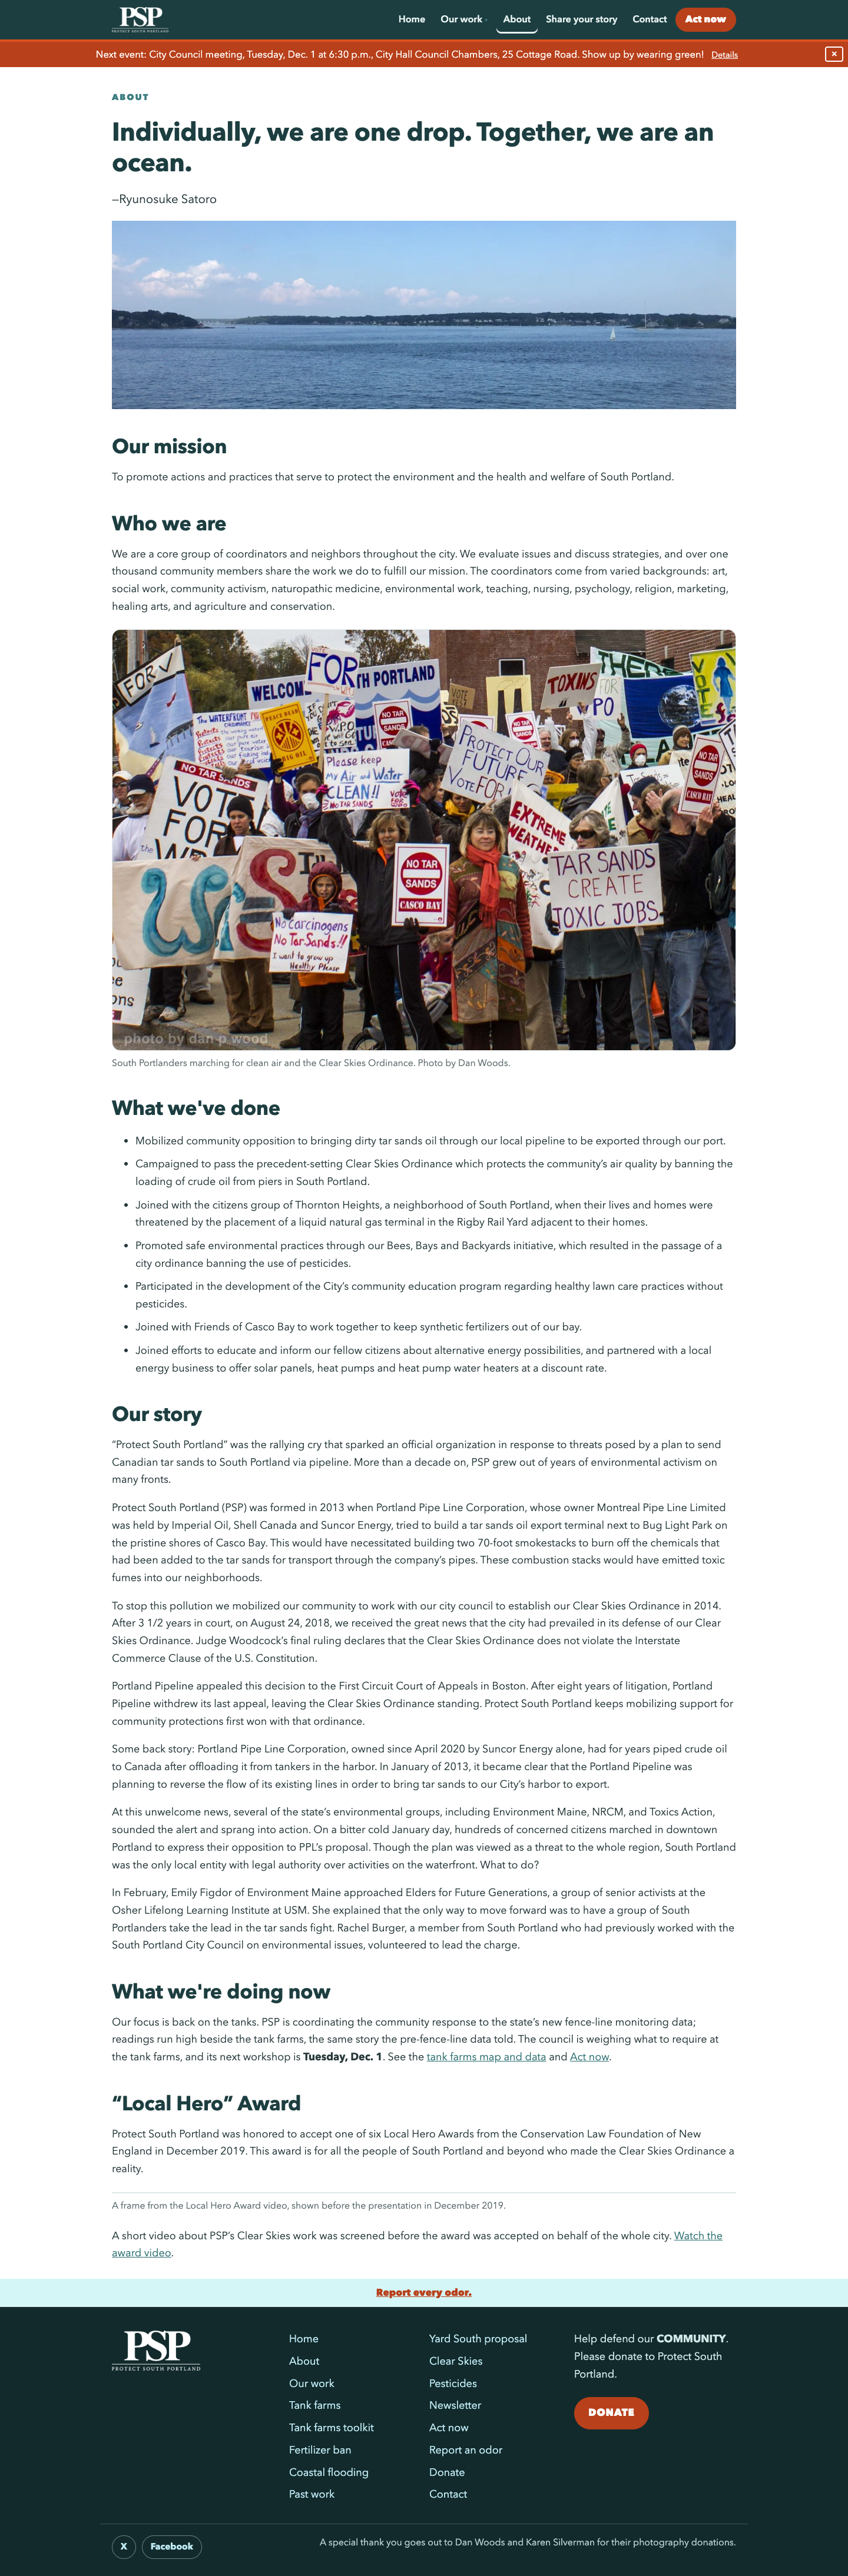 PSP
PROTECT SOUTH PORTLAND
Home
Our work
About
Share your story
Contact
Act now
Next event: City Council meeting, Tuesday, Dec. 1 at 6:30 p.m., City Hall Council Chambers, 25 Cottage Road. Show up by wearing green! Details
×
ABOUT
Individually, we are one drop. Together, we are an
ocean.
—Ryunosuke Satoro
Our mission
To promote actions and practices that serve to protect the environment and the health and welfare of South Portland.
Who we are
We are a core group of coordinators and neighbors throughout the city. We evaluate issues and discuss strategies, and over one
thousand community members share the work we do to fulfill our mission. The coordinators come from varied backgrounds: art,
social work, community activism, naturopathic medicine, environmental work, teaching, nursing, psychology, religion, marketing,
healing arts, and agriculture and conservation.
FOR V
WELCOM
FOR
TH PORTLAND
THERE
TOXINS
PO
VOTE
THE WATERFRONT
PEACE BEAD
BIG OIL
Please keep
My Air and Water
CLEAN!!
NO TAR SANDS
PROTECT OUR
FUTURE
VOTE FOR
NO TAR SANDS
VOTE
FOR
the
WE
EXTREME
WEATHER
NO TAR
SANDS
CASCO BAY
NO TAR
SANDS
CASCO BAY
TAR SANDS
CREATE
TOXIC JOBS
No Carcinogens
No Tar Sands!!
I want to grow up
Healthy Please
photo by dan p wood
South Portlanders marching for clean air and the Clear Skies Ordinance. Photo by Dan Woods.
What we've done
• Mobilized community opposition to bringing dirty tar sands oil through our local pipeline to be exported through our port.
• Campaigned to pass the precedent-setting Clear Skies Ordinance which protects the community’s air quality by banning the
loading of crude oil from piers in South Portland.
• Joined with the citizens group of Thornton Heights, a neighborhood of South Portland, when their lives and homes were
threatened by the placement of a liquid natural gas terminal in the Rigby Rail Yard adjacent to their homes.
• Promoted safe environmental practices through our Bees, Bays and Backyards initiative, which resulted in the passage of a
city ordinance banning the use of pesticides.
• Participated in the development of the City’s community education program regarding healthy lawn care practices without
pesticides.
• Joined with Friends of Casco Bay to work together to keep synthetic fertilizers out of our bay.
• Joined efforts to educate and inform our fellow citizens about alternative energy possibilities, and partnered with a local
energy business to offer solar panels, heat pumps and heat pump water heaters at a discount rate.
Our story
“Protect South Portland” was the rallying cry that sparked an official organization in response to threats posed by a plan to send
Canadian tar sands to South Portland via pipeline. More than a decade on, PSP grew out of years of environmental activism on
many fronts.
Protect South Portland (PSP) was formed in 2013 when Portland Pipe Line Corporation, whose owner Montreal Pipe Line Limited
was held by Imperial Oil, Shell Canada and Suncor Energy, tried to build a tar sands oil export terminal next to Bug Light Park on
the pristine shores of Casco Bay. This would have necessitated building two 70-foot smokestacks to burn off the chemicals that
had been added to the tar sands for transport through the company’s pipes. These combustion stacks would have emitted toxic
fumes into our neighborhoods.
To stop this pollution we mobilized our community to work with our city council to establish our Clear Skies Ordinance in 2014.
After 3 1/2 years in court, on August 24, 2018, we received the great news that the city had prevailed in its defense of our Clear
Skies Ordinance. Judge Woodcock’s final ruling declares that the Clear Skies Ordinance does not violate the Interstate
Commerce Clause of the U.S. Constitution.
Portland Pipeline appealed this decision to the First Circuit Court of Appeals in Boston. After eight years of litigation, Portland
Pipeline withdrew its last appeal, leaving the Clear Skies Ordinance standing. Protect South Portland keeps mobilizing support for
community protections first won with that ordinance.
Some back story: Portland Pipe Line Corporation, owned since April 2020 by Suncor Energy alone, had for years piped crude oil
to Canada after offloading it from tankers in the harbor. In January of 2013, it became clear that the Portland Pipeline was
planning to reverse the flow of its existing lines in order to bring tar sands to our City’s harbor to export.
At this unwelcome news, several of the state’s environmental groups, including Environment Maine, NRCM, and Toxics Action,
sounded the alert and sprang into action. On a bitter cold January day, hundreds of concerned citizens marched in downtown
Portland to express their opposition to PPL’s proposal. Though the plan was viewed as a threat to the whole region, South Portland
was the only local entity with legal authority over activities on the waterfront. What to do?
In February, Emily Figdor of Environment Maine approached Elders for Future Generations, a group of senior activists at the
Osher Lifelong Learning Institute at USM. She explained that the only way to move forward was to have a group of South
Portlanders take the lead in the tar sands fight. Rachel Burger, a member from South Portland who had previously worked with the
South Portland City Council on environmental issues, volunteered to lead the charge.
What we're doing now
Our focus is back on the tanks. PSP is coordinating the community response to the state’s new fence-line monitoring data;
readings run high beside the tank farms, the same story the pre-fence-line data told. The council is weighing what to require at
the tank farms, and its next workshop is Tuesday, Dec. 1. See the tank farms map and data and Act now.
“Local Hero” Award
Protect South Portland was honored to accept one of six Local Hero Awards from the Conservation Law Foundation of New
England in December 2019. This award is for all the people of South Portland and beyond who made the Clear Skies Ordinance a
reality.
A frame from the Local Hero Award video, shown before the presentation in December 2019.
A short video about PSP’s Clear Skies work was screened before the award was accepted on behalf of the whole city. Watch the
award video.
Report every odor.
PSP
PROTECT SOUTH PORTLAND
Home
About
Our work
Tank farms
Tank farms toolkit
Fertilizer ban
Coastal flooding
Past work
Yard South proposal
Clear Skies
Pesticides
Newsletter
Act now
Report an odor
Donate
Contact
Help defend our COMMUNITY.
Please donate to Protect South
Portland.
DONATE
X
Facebook
A special thank you goes out to Dan Woods and Karen Silverman for their photography donations.